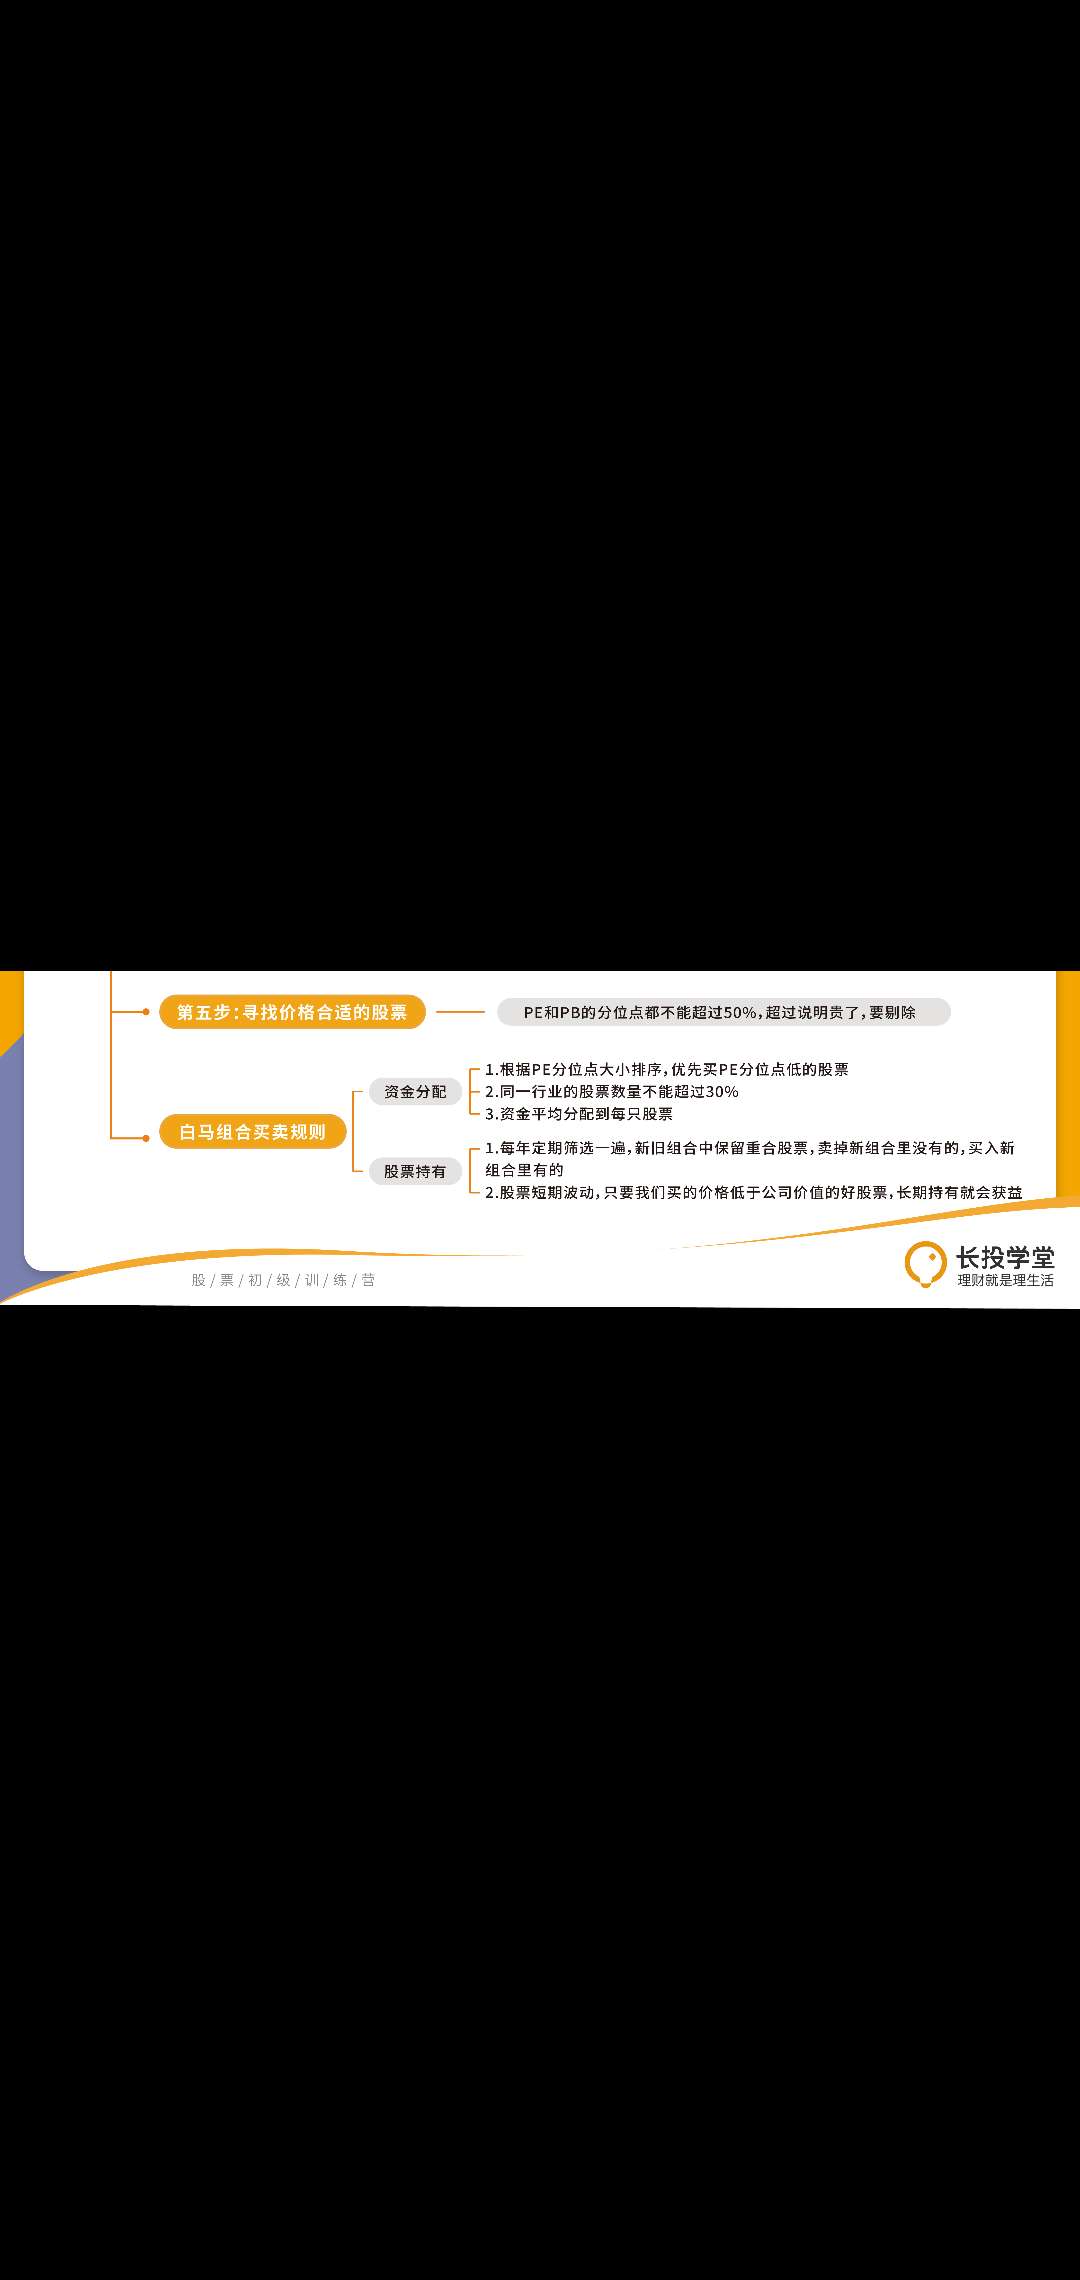 第五步:寻找价格合适的股票
PE和PB的分位点都不能超过50%,超过说明贵了,要剔除
白马组合买卖规则
资金分配
1.根据PE分位点大小排序,优先买PE分位点低的股票
2.同一行业的股票数量不能超过30%
3.资金平均分配到每只股票
股票持有
1.每年定期筛选一遍,新旧组合中保留重合股票,卖掉新组合里没有的,买入新
组合里有的
2.股票短期波动,只要我们买的价格低于公司价值的好股票,长期持有就会获益
股/票/初/级/训/练/营
长投学堂
理财就是理生活